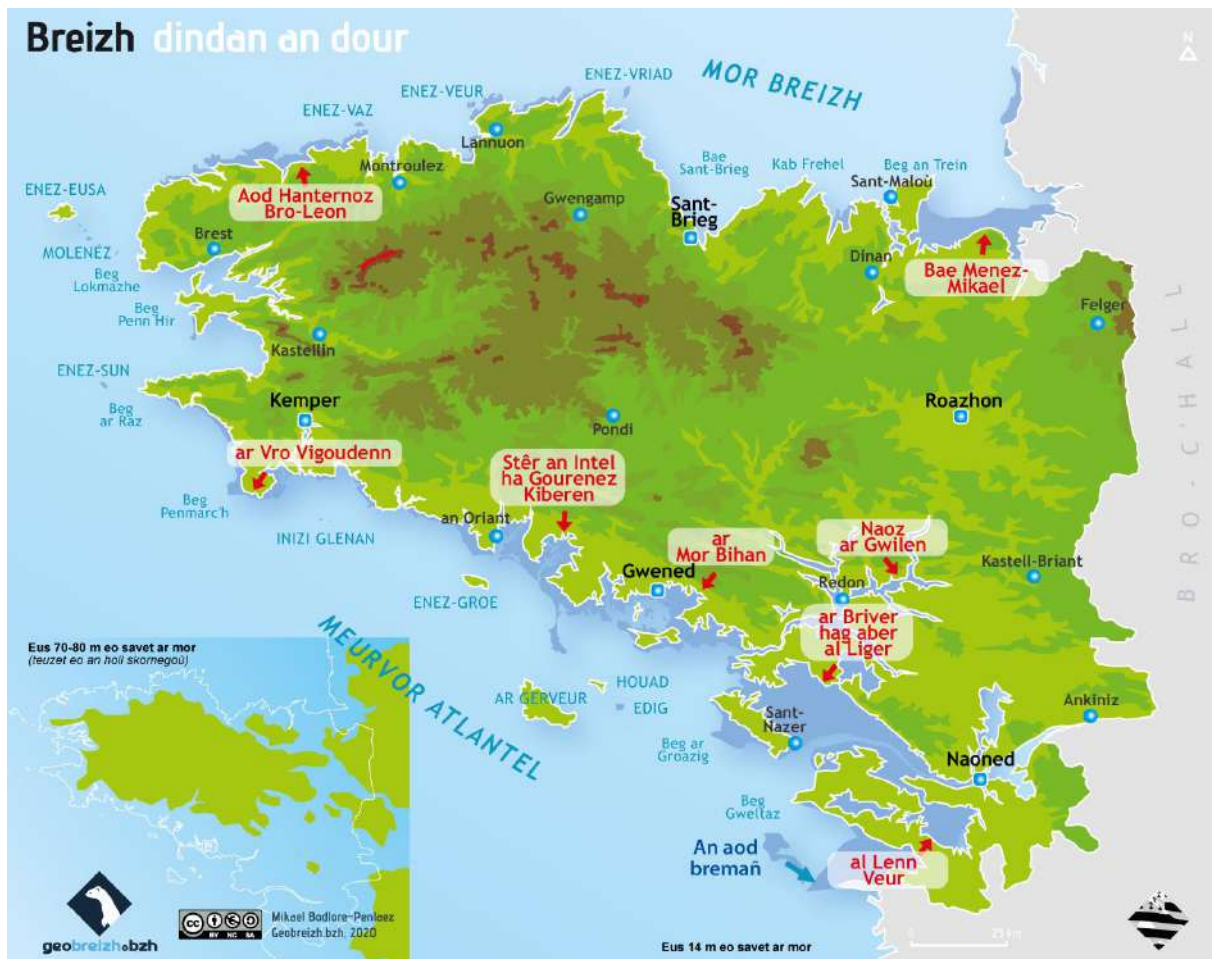 Breizh dindan an dour
N
MOR BREIZH
ENEZ-VRIAD
ENEZ-VEUR
ENEZ-VAZ
Lannuon
Montroulez
Aod Hanternoz
Bro-Leon
ENEZ-EUSA
Brest
MOLENEZ
Beg
Lokmazhe
Beg
Penn Hir
Gwengamp
Sant-
Brieg
Bae
Sant-Brieg
Kab Frehel
Beg an Trein
Sant-Maloù
Dinan
Bae Menez-
Mikael
Felger
BRO-C'HALL
Kastellin
ENEZ-SUN
Beg
ar Raz
Kemper
Pondi
Roazhon
ar Vro Vigoudenn
Beg
Penmarc'h
INIZI GLENAN
Stêr an Intel
ha Gourenez
Kiberen
an Oriant
ENEZ-GROE
Gwened
ar
Mor Bihan
Naoz
ar Gwilen
Redon
Kastell-Briant
ar Briver
hag aber
al Liger
MEURVOR ATLANTEL
AR GERVEUR
HOUAD
EDIG
Sant-
Nazer
Beg ar
Groazig
Ankiniz
Naoned
Beg
Gweltaz
An aod
bremañ
al Lenn
Veur
Eus 70-80 m eo savet ar mor
(teuzet eo an holl skornegoù)
geobreizh.bzh
cc BY NC SA
Mikael Bodlore-Penlaez
Geobreizh.bzh, 2020
Eus 14 m eo savet ar mor
0 25 km